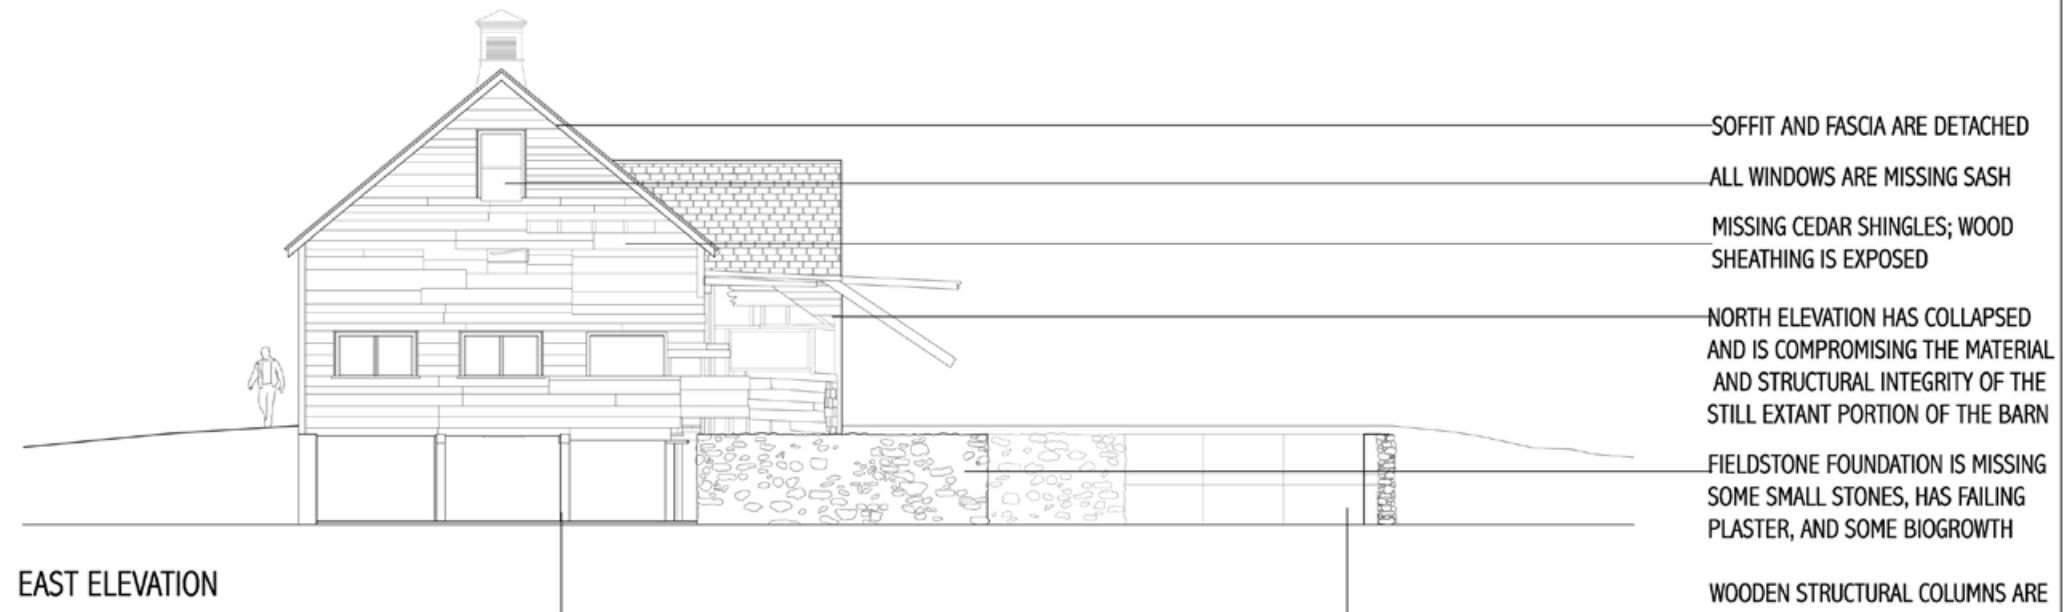 SOFFIT AND FASCIA ARE DETACHED
ALL WINDOWS ARE MISSING SASH
MISSING CEDAR SHINGLES; WOOD
SHEATHING IS EXPOSED
NORTH ELEVATION HAS COLLAPSED
AND IS COMPROMISING THE MATERIAL
AND STRUCTURAL INTEGRITY OF THE
STILL EXTANT PORTION OF THE BARN
FIELDSTONE FOUNDATION IS MISSING
SOME SMALL STONES, HAS FAILING
PLASTER, AND SOME BIOGROWTH
WOODEN STRUCTURAL COLUMNS ARE
EAST ELEVATION